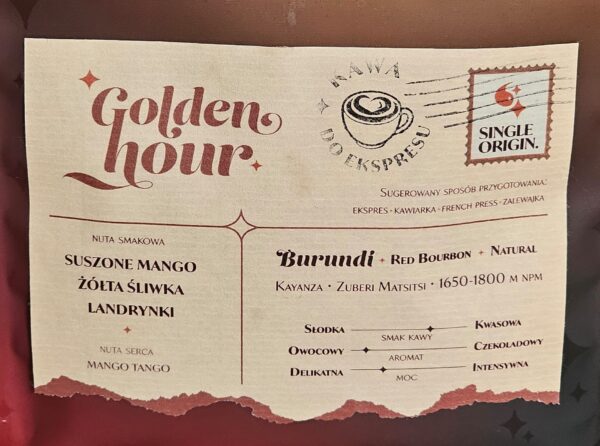 Golden
hour
KAWA
DO EKSPRESU
SINGLE
ORIGIN.
SUGEROWANY SPOSÓB PRZYGOTOWANIA:
EKSPRES • KAWIARKA • FRENCH PRESS • ZALEWAJKA
NUTA SMAKOWA
SUSZONE MANGO
ŻÓŁTA ŚLIWKA
LANDRYNKI
NUTA SERCA
MANGO TANGO
Burundi RED BOURBON NATURAL
KAYANZA • ZUBERI MATSITSI • 1650-1800 M NPM
SŁODKA KWASOWA
SMAK KAWY
OWOCOWY CZEKOLADOWY
AROMAT
DELIKATNA INTENSYWNA
MOC